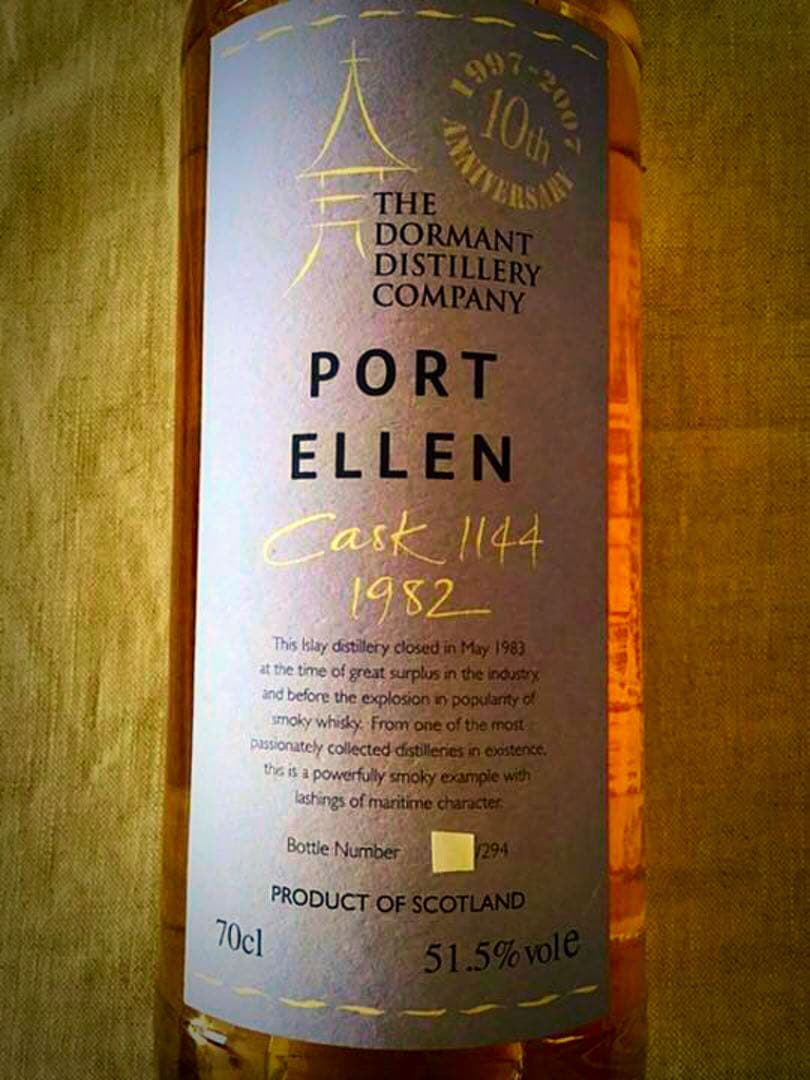 1997-2007
10th
ANNIVERSARY
THE
DORMANT
DISTILLERY
COMPANY
PORT
ELLEN
Cask 1144
1982
This Islay distillery closed in May 1983
at the time of great surplus in the industry
and before the explosion in popularity of
smoky whisky. From one of the most
passionately collected distilleries in existence,
this is a powerfully smoky example with
lashings of maritime character.
Bottle Number /294
PRODUCT OF SCOTLAND
70cl 51.5%vol e